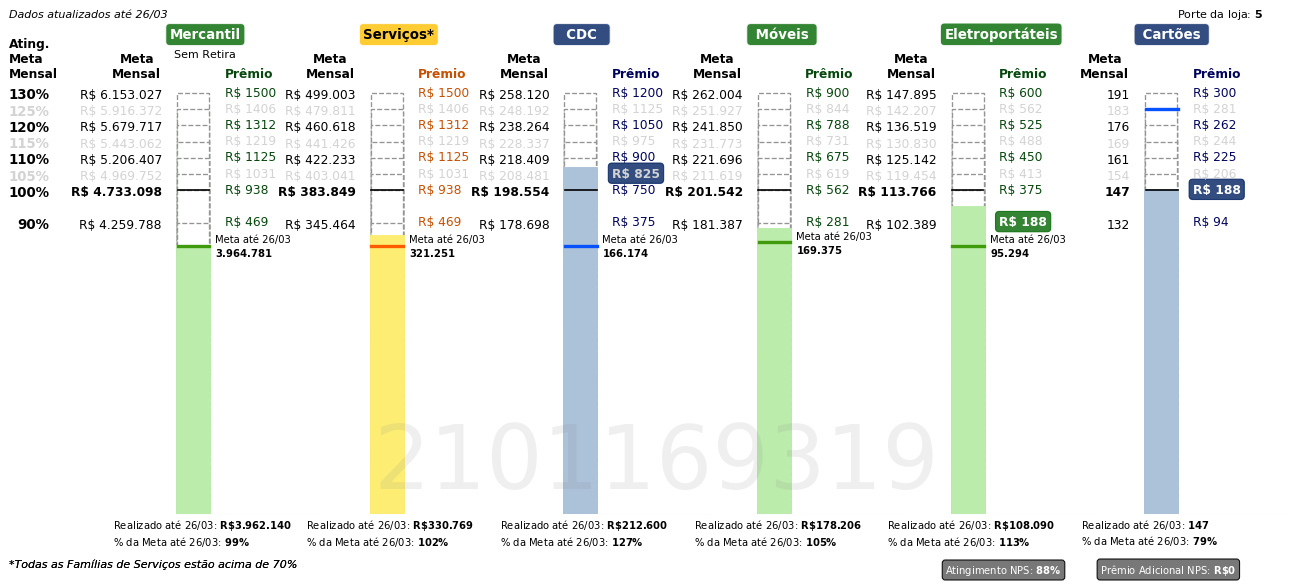 Dados atualizados até 26/03
Porte da loja: 5
Mercantil Serviços* CDC Móveis Eletroportáteis Cartões
Sem Retira
Ating. Meta Mensal
Meta Mensal Prêmio Meta Mensal Prêmio Meta Mensal Prêmio Meta Mensal Prêmio Meta Mensal Prêmio Meta Mensal Prêmio
130% R$ 6.153.027 R$ 1500 R$ 499.003 R$ 1500 R$ 258.120 R$ 1200 R$ 262.004 R$ 900 R$ 147.895 R$ 600 191 R$ 300
125% R$ 5.916.372 R$ 1406 R$ 479.811 R$ 1406 R$ 248.192 R$ 1125 R$ 251.927 R$ 844 R$ 142.207 R$ 562 183 R$ 281
120% R$ 5.679.717 R$ 1312 R$ 460.618 R$ 1312 R$ 238.264 R$ 1050 R$ 241.850 R$ 788 R$ 136.519 R$ 525 176 R$ 262
115% R$ 5.443.062 R$ 1219 R$ 441.426 R$ 1219 R$ 228.337 R$ 975 R$ 231.773 R$ 731 R$ 130.830 R$ 488 169 R$ 244
110% R$ 5.206.407 R$ 1125 R$ 422.233 R$ 1125 R$ 218.409 R$ 900 R$ 221.696 R$ 675 R$ 125.142 R$ 450 161 R$ 225
105% R$ 4.969.752 R$ 1031 R$ 403.041 R$ 1031 R$ 208.481 R$ 825 R$ 211.619 R$ 619 R$ 119.454 R$ 413 154 R$ 206
100% R$ 4.733.098 R$ 938 R$ 383.849 R$ 938 R$ 198.554 R$ 750 R$ 201.542 R$ 562 R$ 113.766 R$ 375 147 R$ 188
90% R$ 4.259.788 R$ 469 R$ 345.464 R$ 469 R$ 178.698 R$ 375 R$ 181.387 R$ 281 R$ 102.389 R$ 188 132 R$ 94
Meta até 26/03 Meta até 26/03 Meta até 26/03 Meta até 26/03 Meta até 26/03
3.964.781 321.251 166.174 169.375 95.294
2101169319
Realizado até 26/03: R$3.962.140 Realizado até 26/03: R$330.769 Realizado até 26/03: R$212.600 Realizado até 26/03: R$178.206 Realizado até 26/03: R$108.090 Realizado até 26/03: 147
% da Meta até 26/03: 99% % da Meta até 26/03: 102% % da Meta até 26/03: 127% % da Meta até 26/03: 105% % da Meta até 26/03: 113% % da Meta até 26/03: 79%
*Todas as Famílias de Serviços estão acima de 70%
Atingimento NPS: 88% Prêmio Adicional NPS: R$0